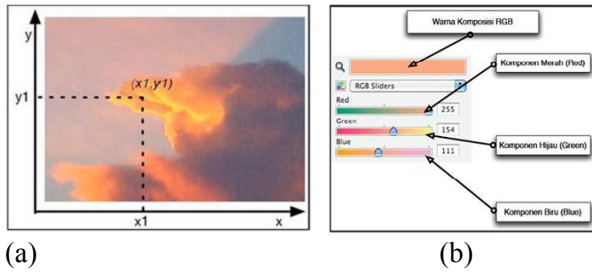 y
(x1,y1)
y1
x1
x
(a)
Warna Komposisi RGB
RGB Sliders
Red
255
Green
154
Blue
111
Komponen Merah (Red)
Komponen Hijau (Green)
Komponen Biru (Blue)
(b)